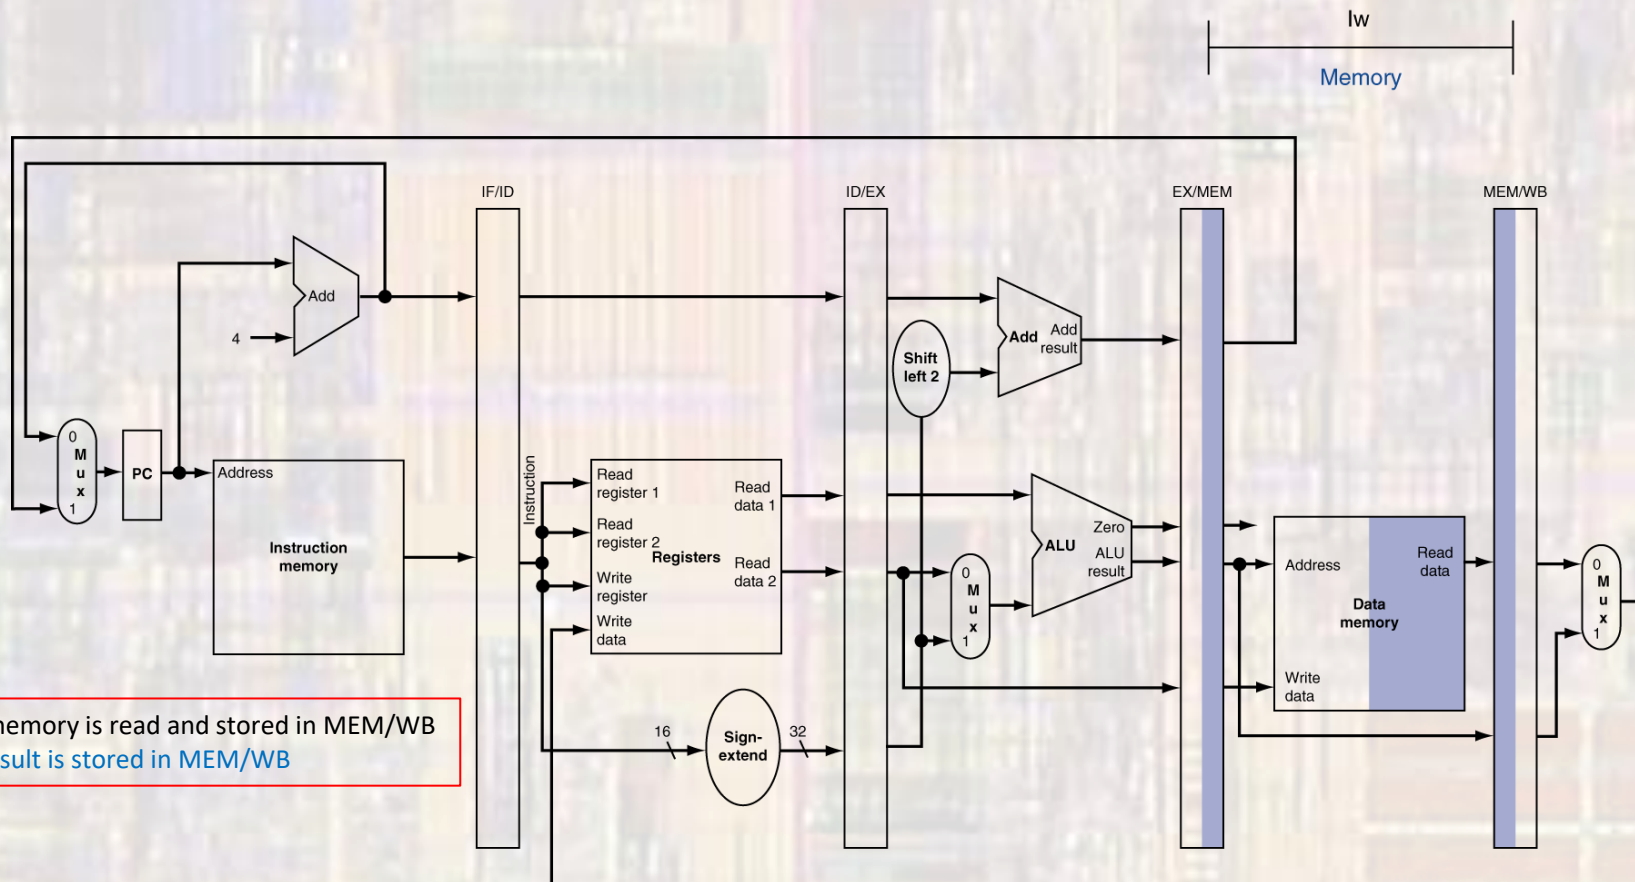 lw
Memory
IF/ID
ID/EX
EX/MEM
MEM/WB
Add
4
Add
Add
result
Shift
left 2
0
M
u
x
1
PC
Address
Instruction
memory
Instruction
Read
register 1
Read
register 2
Write
register
Write
data
Registers
Read
data 1
Read
data 2
16
Sign-
extend
32
0
M
u
x
1
Zero
ALU
ALU
result
Address
Read
data
Data
memory
Write
data
0
M
u
x
1
memory is read and stored in MEM/WB
sult is stored in MEM/WB